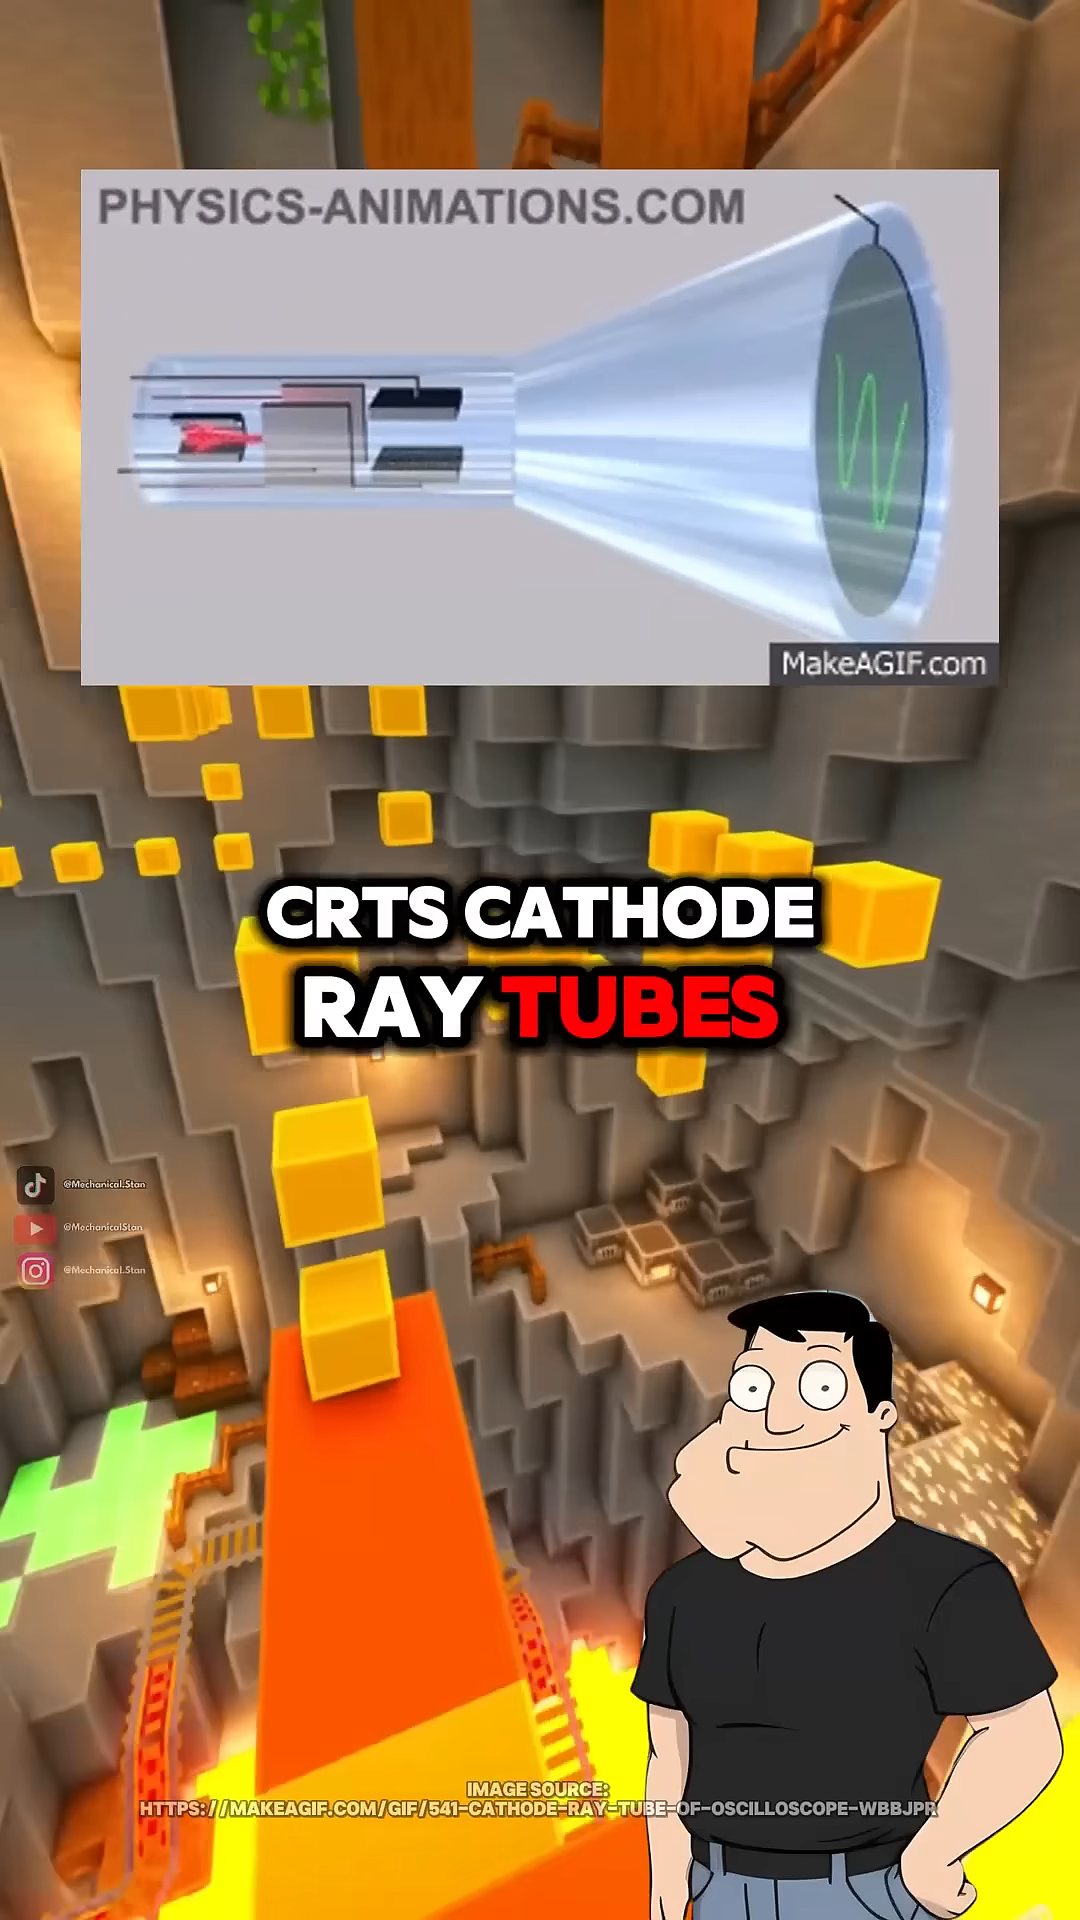 PHYSICS-ANIMATIONS.COM
MakeAGIF.com
CRTS CATHODE
RAY TUBES
@Mechanical.Stan
@MechanicalStan
@Mechanical.Stan
IMAGE SOURCE:
HTTPS://MAKEAGIF.COM/GIF/541-CATHODE-RAY-TUBE-OF-OSCILLOSCOPE-WBBJPR